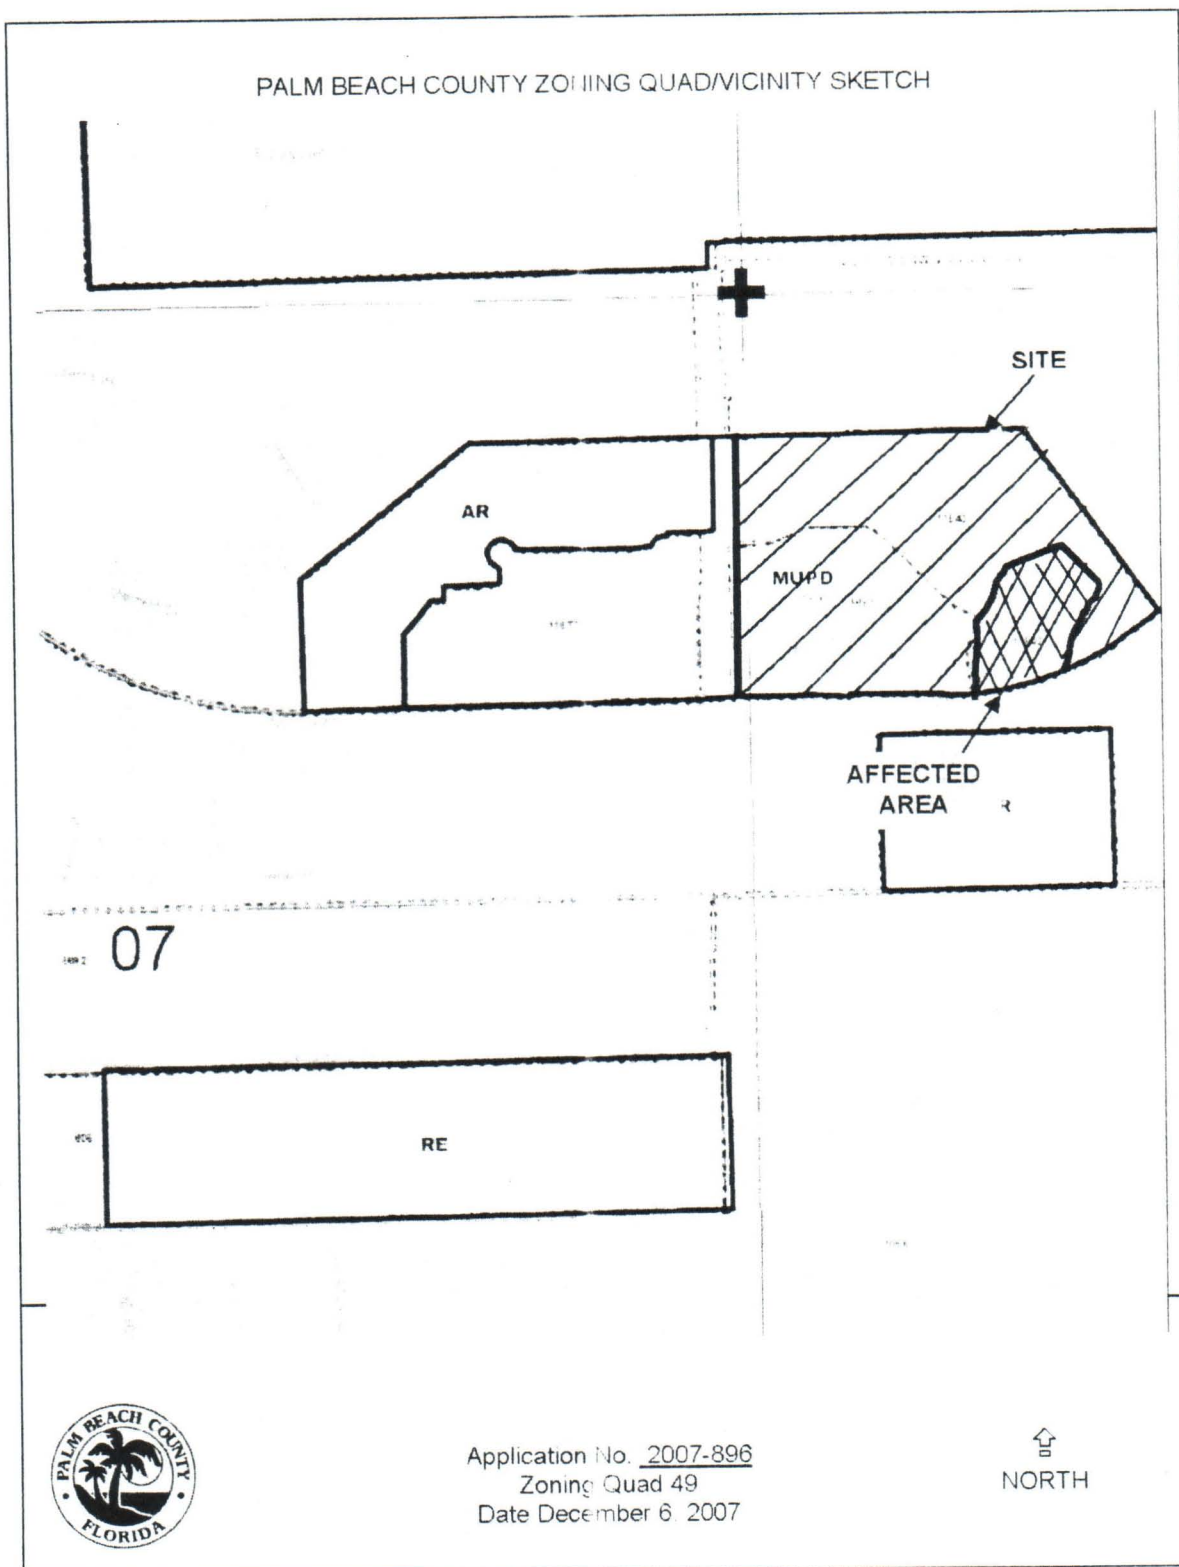 PALM BEACH COUNTY ZONING QUAD/VICINITY SKETCH
SITE
AR
MUPD
AFFECTED
AREA
R
07
RE
PALM BEACH COUNTY
FLORIDA
Application No. 2007-896
Zoning Quad 49
Date December 6, 2007
NORTH